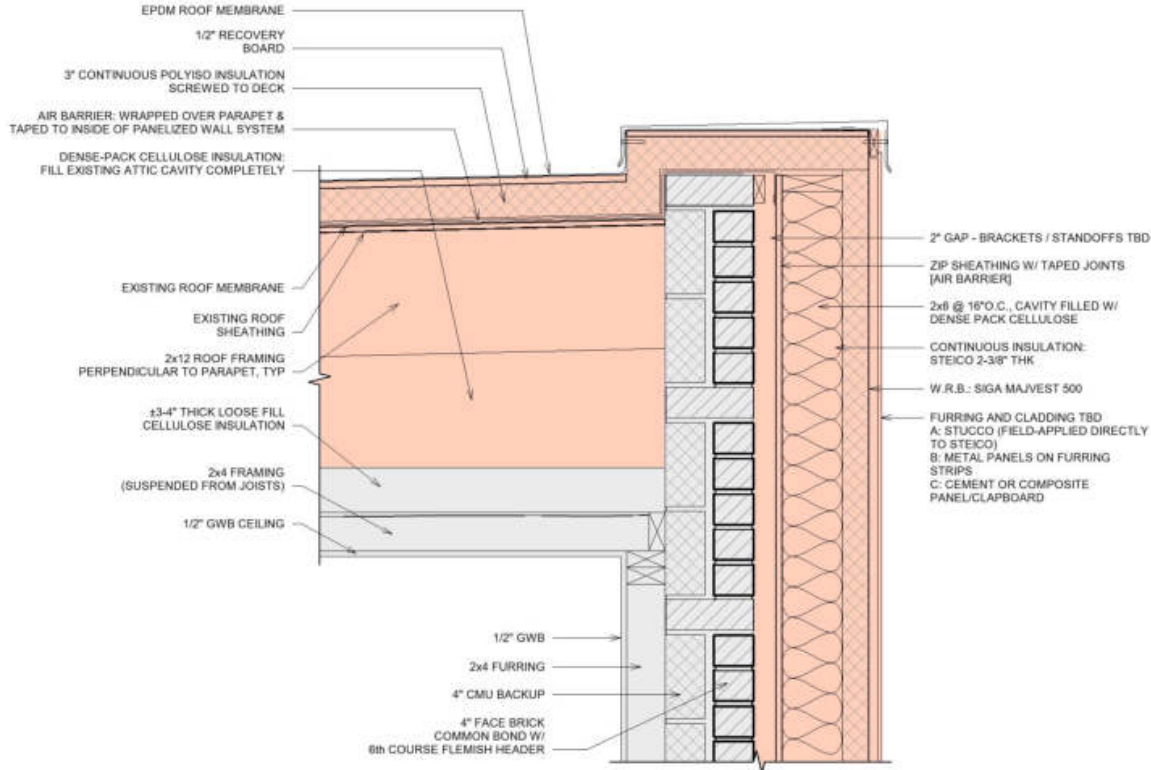 EPDM ROOF MEMBRANE
1/2" RECOVERY
BOARD
3" CONTINUOUS POLYISO INSULATION
SCREWED TO DECK
AIR BARRIER: WRAPPED OVER PARAPET &
TAPED TO INSIDE OF PANELIZED WALL SYSTEM
DENSE-PACK CELLULOSE INSULATION:
FILL EXISTING ATTIC CAVITY COMPLETELY
EXISTING ROOF MEMBRANE
EXISTING ROOF
SHEATHING
2x12 ROOF FRAMING
PERPENDICULAR TO PARAPET, TYP
±3-4" THICK LOOSE FILL
CELLULOSE INSULATION
2x4 FRAMING
(SUSPENDED FROM JOISTS)
1/2" GWB CEILING
1/2" GWB
2x4 FURRING
4" CMU BACKUP
4" FACE BRICK
COMMON BOND W/
6th COURSE FLEMISH HEADER
2" GAP - BRACKETS / STANDOFFS TBD
ZIP SHEATHING W/ TAPED JOINTS
[AIR BARRIER]
2x6 @ 16"O.C., CAVITY FILLED W/
DENSE PACK CELLULOSE
CONTINUOUS INSULATION:
STEICO 2-3/8" THK
W.R.B.: SIGA MAJVEST 500
FURRING AND CLADDING TBD
A: STUCCO (FIELD-APPLIED DIRECTLY
TO STEICO)
B: METAL PANELS ON FURRING
STRIPS
C: CEMENT OR COMPOSITE
PANEL/CLAPBOARD